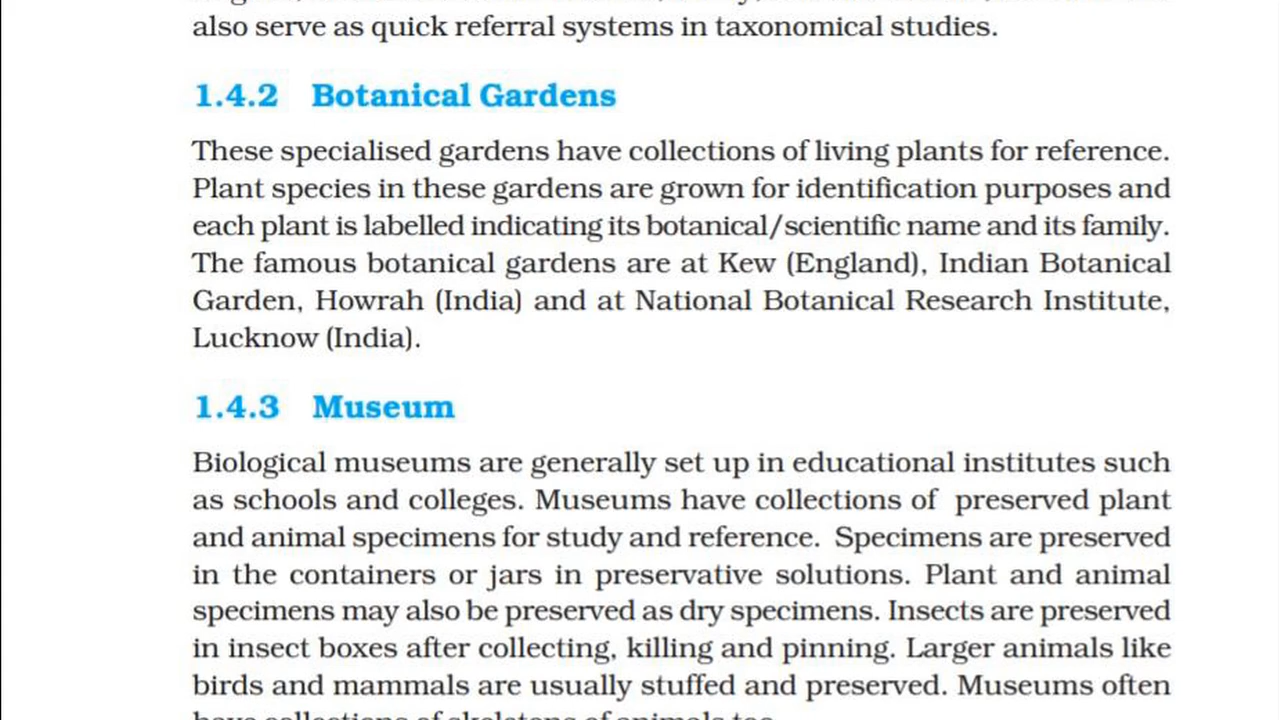 also serve as quick referral systems in taxonomical studies.
1.4.2 Botanical Gardens
These specialised gardens have collections of living plants for reference.
Plant species in these gardens are grown for identification purposes and
each plant is labelled indicating its botanical/scientific name and its family.
The famous botanical gardens are at Kew (England), Indian Botanical
Garden, Howrah (India) and at National Botanical Research Institute,
Lucknow (India).
1.4.3 Museum
Biological museums are generally set up in educational institutes such
as schools and colleges. Museums have collections of preserved plant
and animal specimens for study and reference. Specimens are preserved
in the containers or jars in preservative solutions. Plant and animal
specimens may also be preserved as dry specimens. Insects are preserved
in insect boxes after collecting, killing and pinning. Larger animals like
birds and mammals are usually stuffed and preserved. Museums often
have collections of skeletons of animals too.